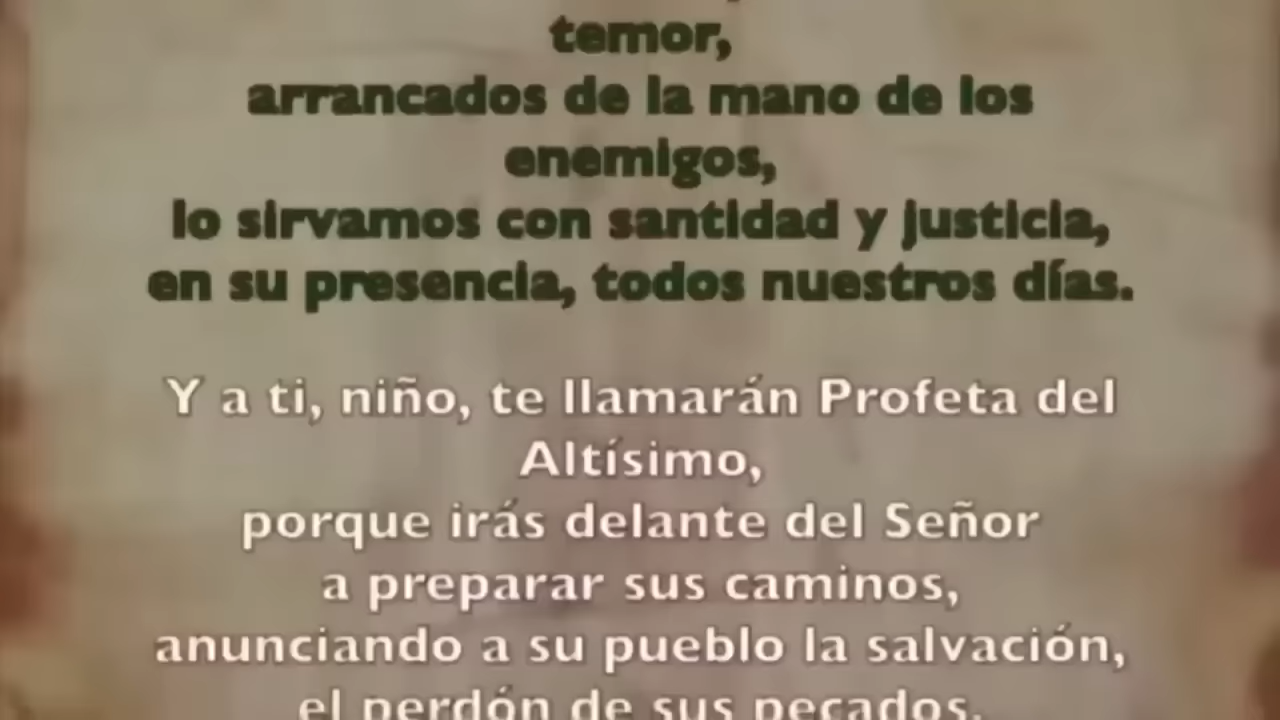 temor,
arrancados de la mano de los
enemigos,
lo sirvamos con santidad y justicia,
en su presencia, todos nuestros días.
Y a ti, niño, te llamarán Profeta del
Altísimo,
porque irás delante del Señor
a preparar sus caminos,
anunciando a su pueblo la salvación,
el perdón de sus pecados.